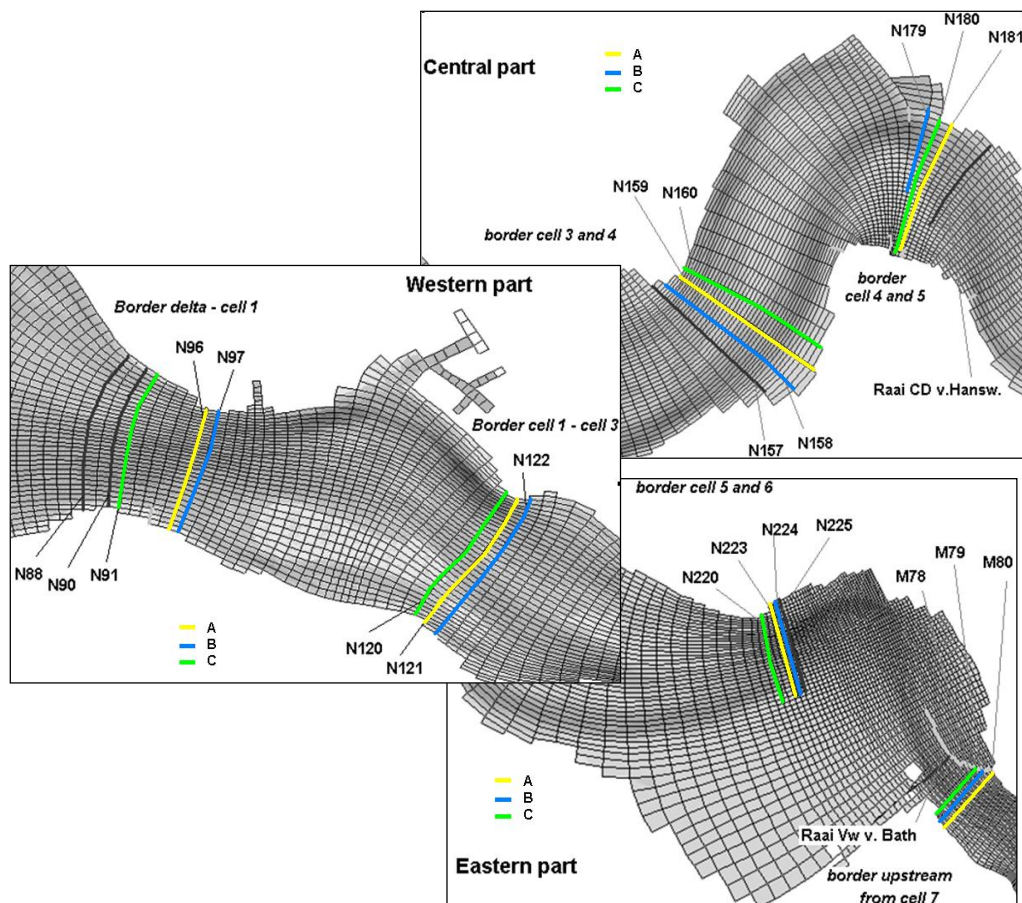 Central part
A
B
C
N179
N180
N181
N159
N160
border cell 3 and 4
border
cell 4 and 5
Raai CD v.Hansw.
N157
N158
Western part
Border delta - cell 1
N96
N97
Border cell 1 - cell 3
N122
N88
N90
N91
N120
N121
A
B
C
border cell 5 and 6
N220
N223
N224
N225
M78
M79
M80
A
B
C
Raai Vw v. Bath
border upstream
from cell 7
Eastern part